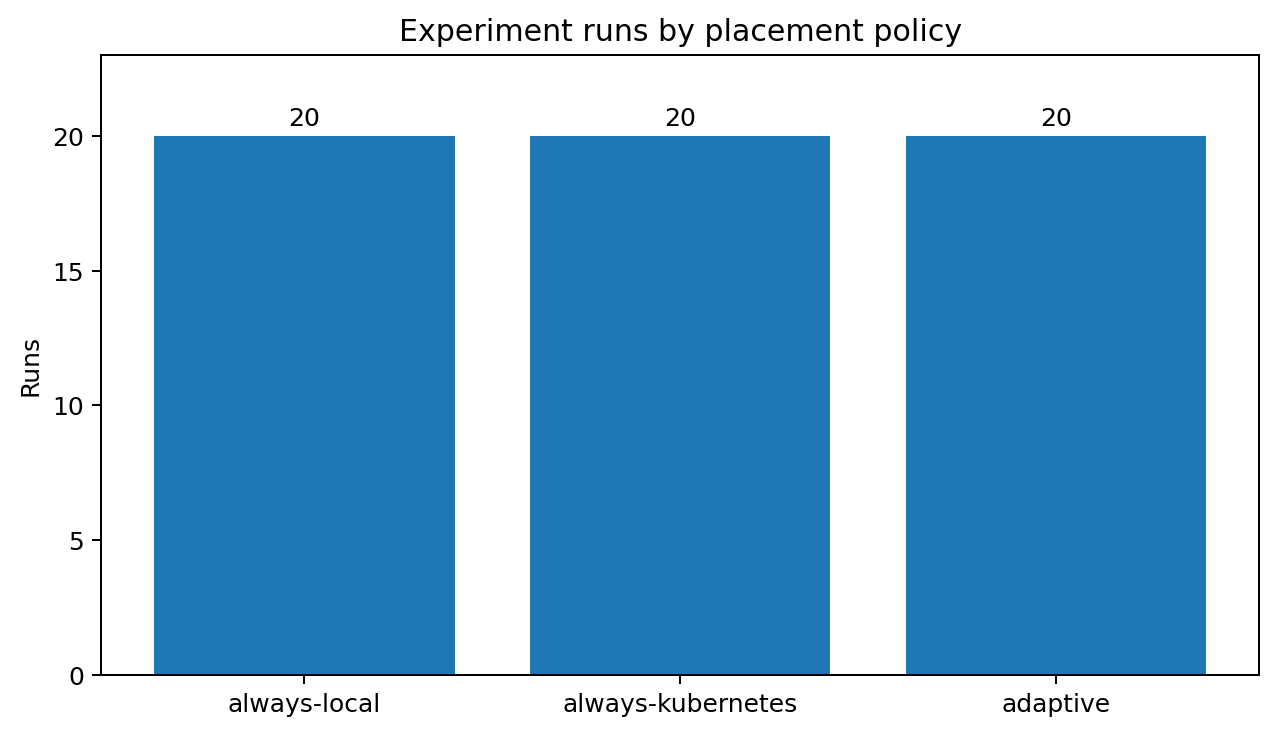 Experiment runs by placement policy
20 20 20
20
15
10
5
0
Runs
always-local always-kubernetes adaptive